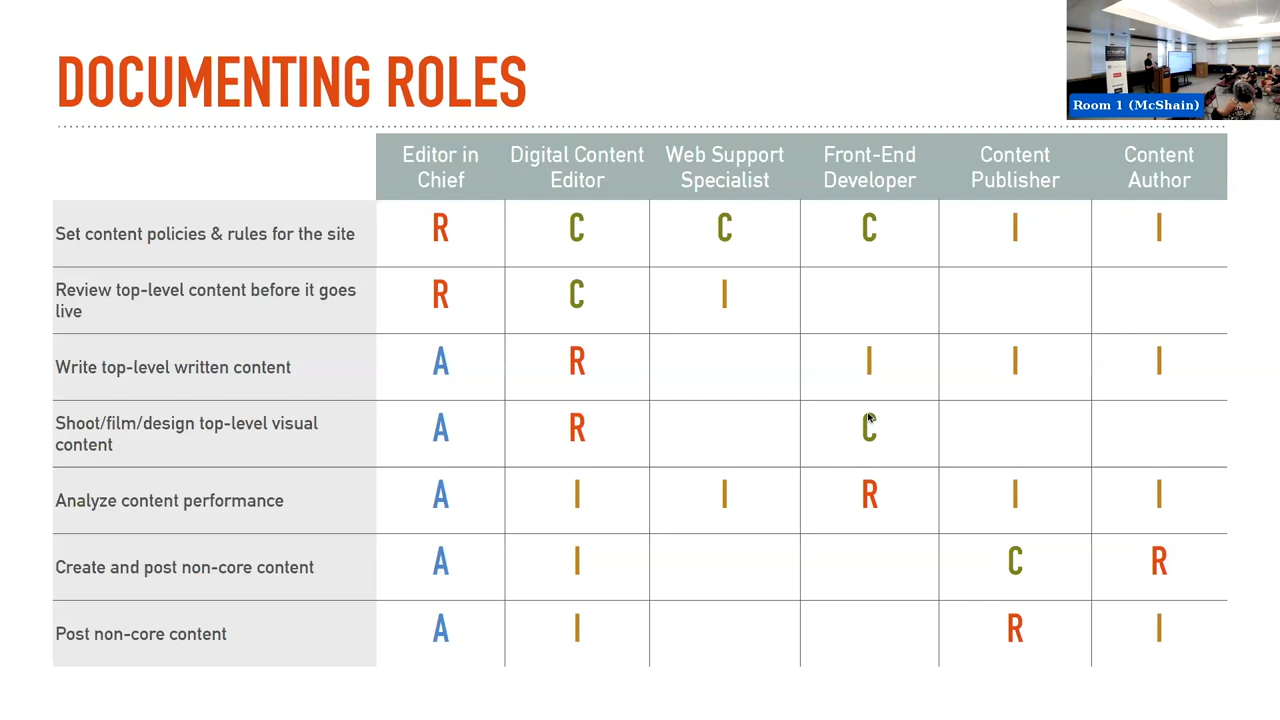 DOCUMENTING ROLES
Room 1 (McShain)
Editor in
Chief
Digital Content
Editor
Web Support
Specialist
Front-End
Developer
Content
Publisher
Content
Author
Set content policies & rules for the site
R C C C I I
Review top-level content before it goes
live
R C I
Write top-level written content
A R I I I
Shoot/film/design top-level visual
content
A R C
Analyze content performance
A I I R I I
Create and post non-core content
A I C R
Post non-core content
A I R I